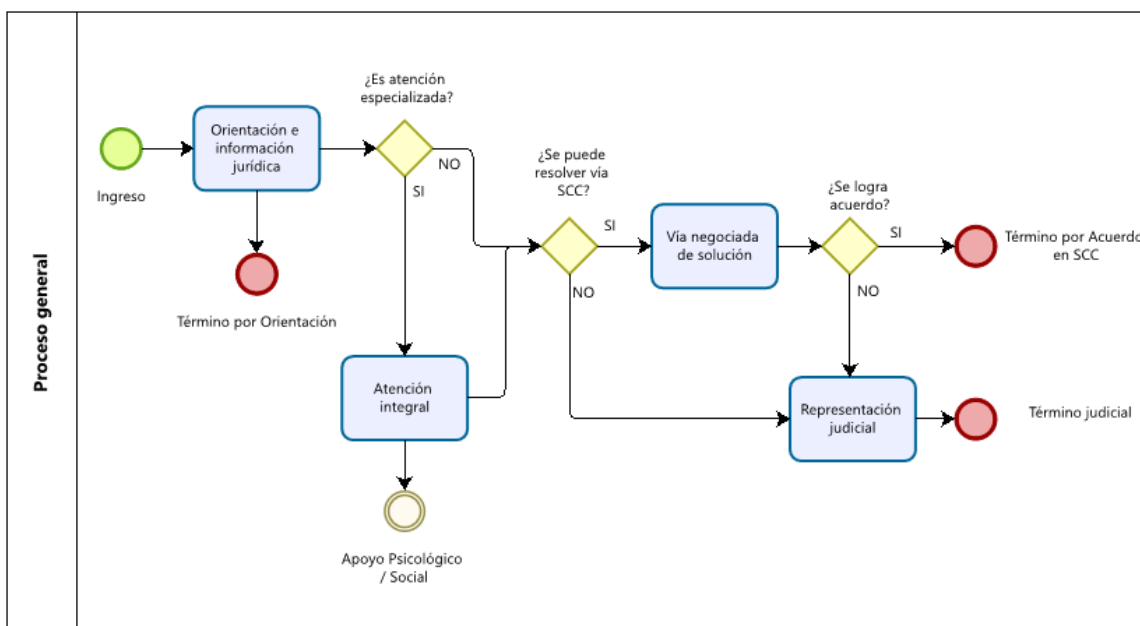 Proceso general
Ingreso
Orientación e
información
jurídica
Término por Orientación
¿Es atención
especializada?
NO
SI
Atención
integral
Apoyo Psicológico
/ Social
¿Se puede
resolver vía
SCC?
SI
NO
Vía negociada
de solución
¿Se logra
acuerdo?
SI
NO
Término por Acuerdo
en SCC
Representación
judicial
Término judicial